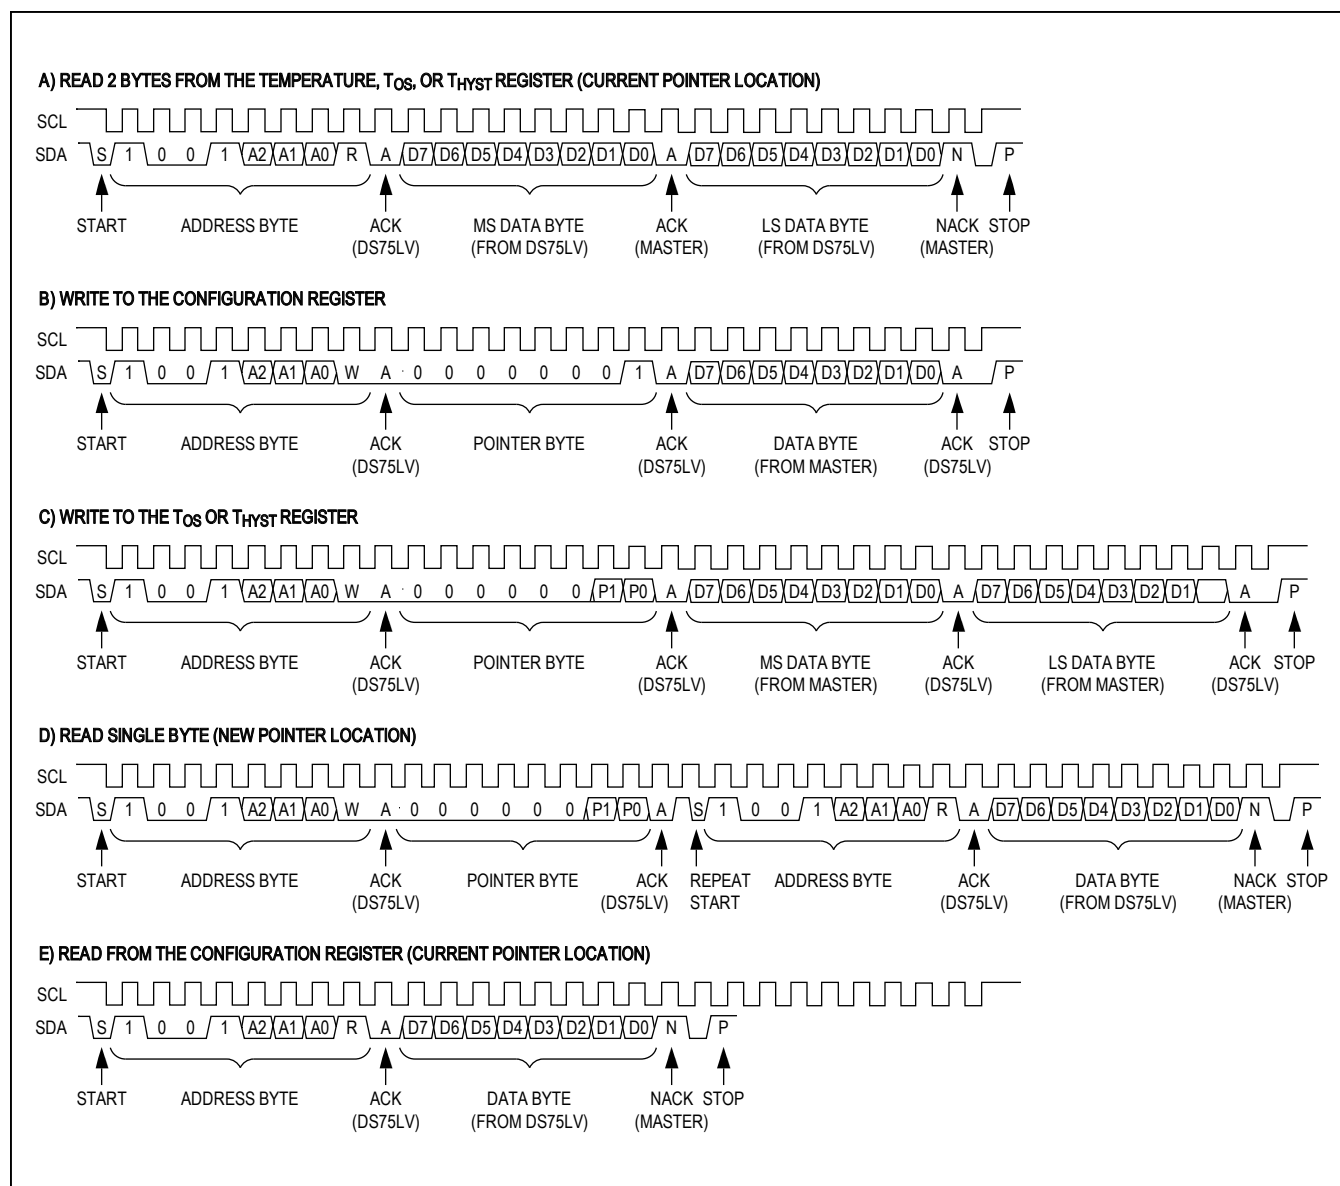 A) READ 2 BYTES FROM THE TEMPERATURE, TOS, OR THYST REGISTER (CURRENT POINTER LOCATION)
SCL
SDA S 1 0 0 1 A2 A1 A0 R A D7 D6 D5 D4 D3 D2 D1 D0 A D7 D6 D5 D4 D3 D2 D1 D0 N P
START ADDRESS BYTE ACK MS DATA BYTE ACK LS DATA BYTE NACK STOP
(DS75LV) (FROM DS75LV) (MASTER) (FROM DS75LV) (MASTER)
B) WRITE TO THE CONFIGURATION REGISTER
SCL
SDA S 1 0 0 1 A2 A1 A0 W A 0 0 0 0 0 0 0 1 A D7 D6 D5 D4 D3 D2 D1 D0 A P
START ADDRESS BYTE ACK POINTER BYTE ACK DATA BYTE ACK STOP
(DS75LV) (DS75LV) (FROM MASTER) (DS75LV)
C) WRITE TO THE TOS OR THYST REGISTER
SCL
SDA S 1 0 0 1 A2 A1 A0 W A 0 0 0 0 0 0 P1 P0 A D7 D6 D5 D4 D3 D2 D1 D0 A D7 D6 D5 D4 D3 D2 D1 A P
START ADDRESS BYTE ACK POINTER BYTE ACK MS DATA BYTE ACK LS DATA BYTE ACK STOP
(DS75LV) (DS75LV) (FROM MASTER) (DS75LV) (FROM MASTER) (DS75LV)
D) READ SINGLE BYTE (NEW POINTER LOCATION)
SCL
SDA S 1 0 0 1 A2 A1 A0 W A 0 0 0 0 0 0 P1 P0 A S 1 0 0 1 A2 A1 A0 R A D7 D6 D5 D4 D3 D2 D1 D0 N P
START ADDRESS BYTE ACK POINTER BYTE ACK REPEAT ADDRESS BYTE ACK DATA BYTE NACK STOP
(DS75LV) (DS75LV) START (DS75LV) (FROM DS75LV) (MASTER)
E) READ FROM THE CONFIGURATION REGISTER (CURRENT POINTER LOCATION)
SCL
SDA S 1 0 0 1 A2 A1 A0 R A D7 D6 D5 D4 D3 D2 D1 D0 N P
START ADDRESS BYTE ACK DATA BYTE NACK STOP
(DS75LV) (FROM DS75LV) (MASTER)